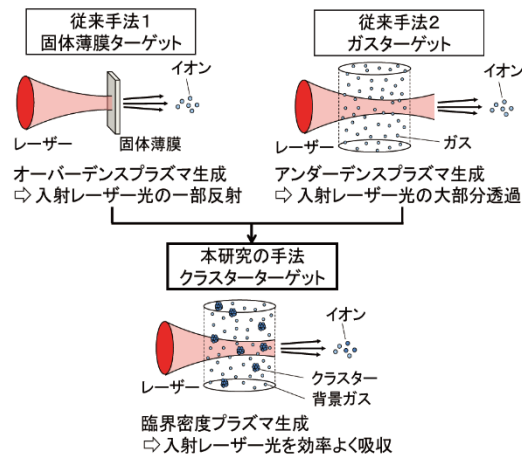 従来手法1
固体薄膜ターゲット
イオン
レーザー
固体薄膜
オーバーデンスプラズマ生成
⇨ 入射レーザー光の一部反射
従来手法2
ガスターゲット
イオン
レーザー
ガス
アンダーデンスプラズマ生成
⇨ 入射レーザー光の大部分透過
本研究の手法
クラスターターゲット
イオン
レーザー
クラスター
背景ガス
臨界密度プラズマ生成
⇨ 入射レーザー光を効率よく吸収